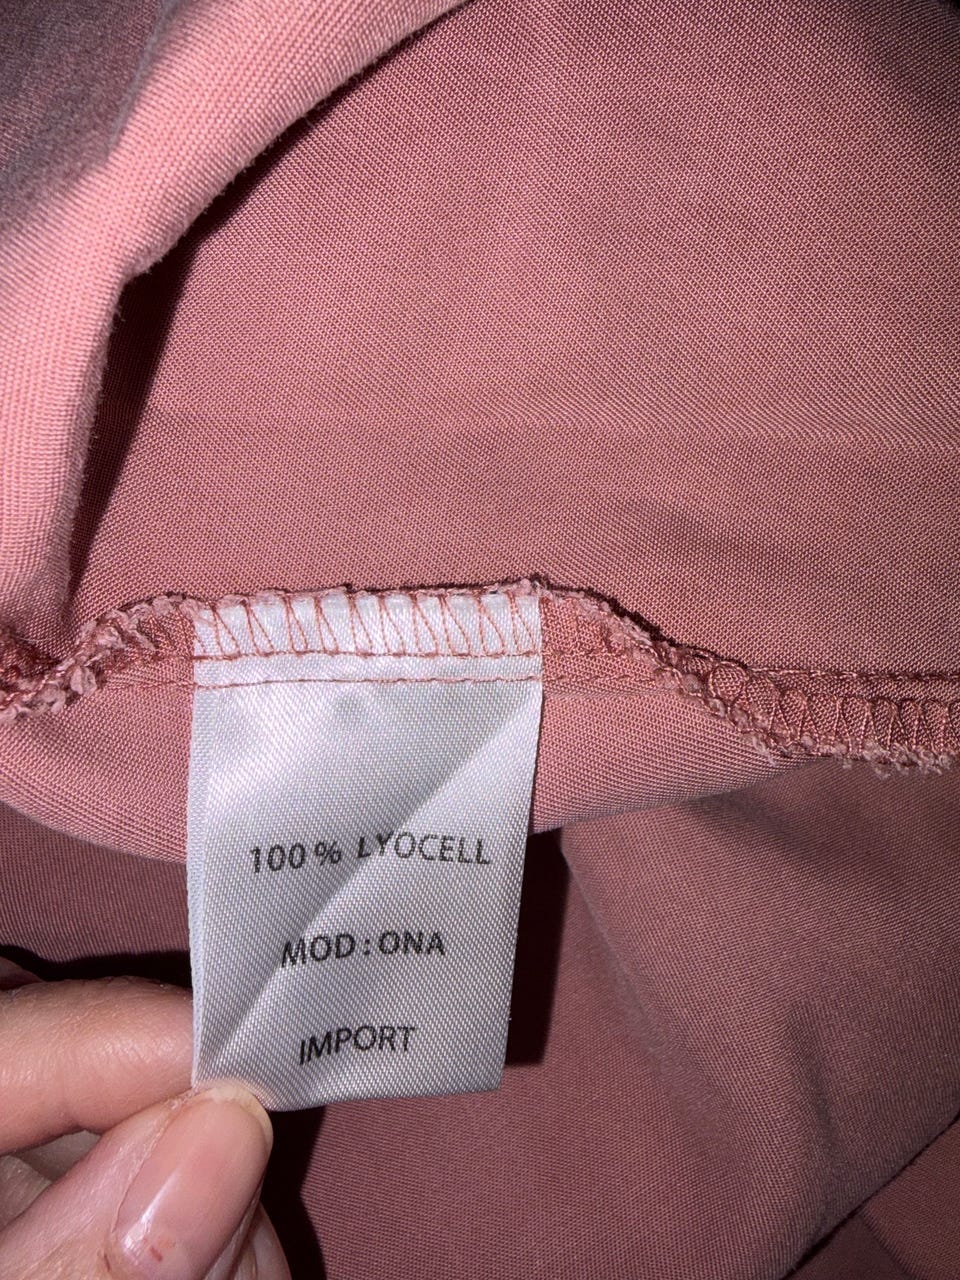 100% LYOCELL
MOD : ONA
IMPORT